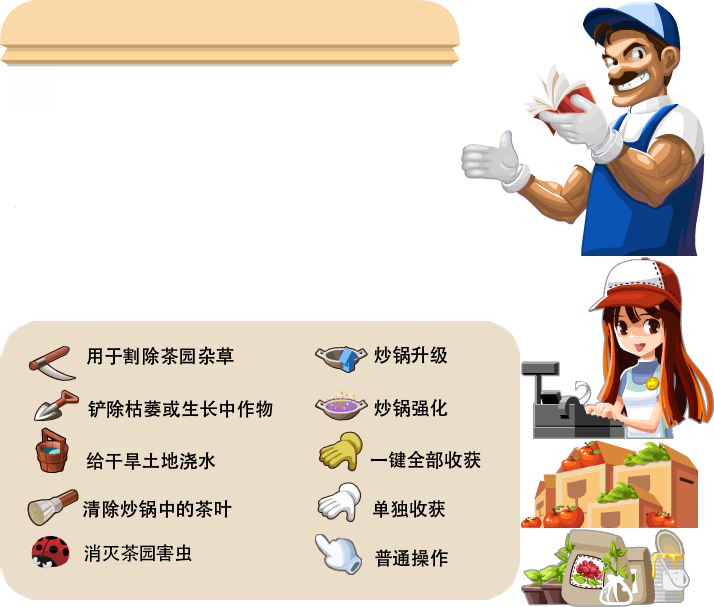 用于割除茶园杂草
铲除枯萎或生长中作物
给干旱土地浇水
清除炒锅中的茶叶
消灭茶园害虫
炒锅升级
炒锅强化
一键全部收获
单独收获
普通操作